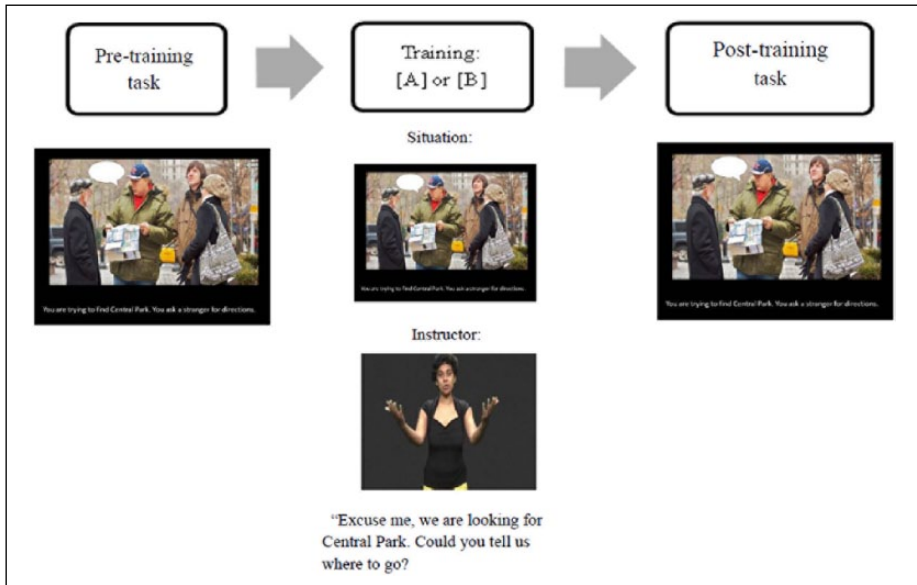 Pre-training
task
Training:
[A] or [B]
Post-training
task
You are trying to find Central Park. You ask a stranger for directions.
Situation:
You are trying to find Central Park. You ask a stranger for directions.
You are trying to find Central Park. You ask a stranger for directions.
Instructor:
“Excuse me, we are looking for
Central Park. Could you tell us
where to go?